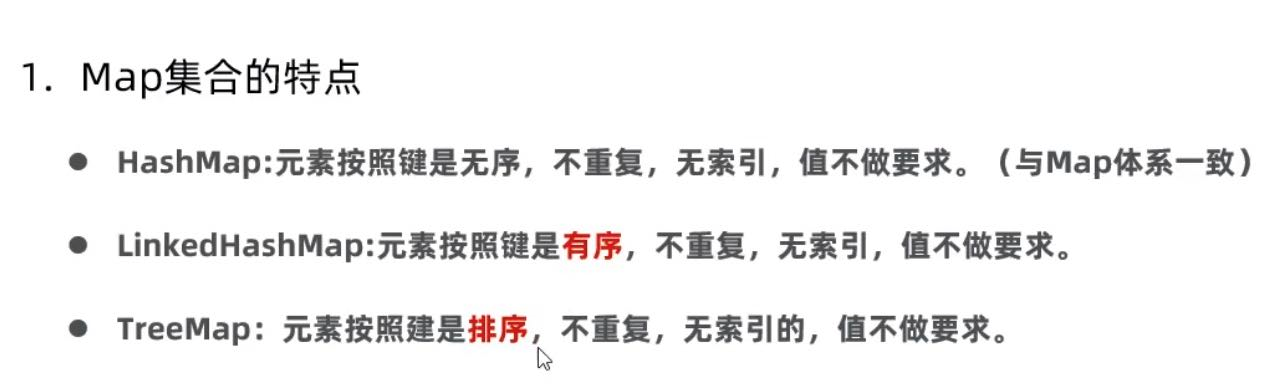 1. Map集合的特点
● HashMap:元素按照键是无序，不重复，无索引，值不做要求。（与Map体系一致）
● LinkedHashMap:元素按照键是有序，不重复，无索引，值不做要求。
● TreeMap：元素按照建是排序，不重复，无索引的，值不做要求。